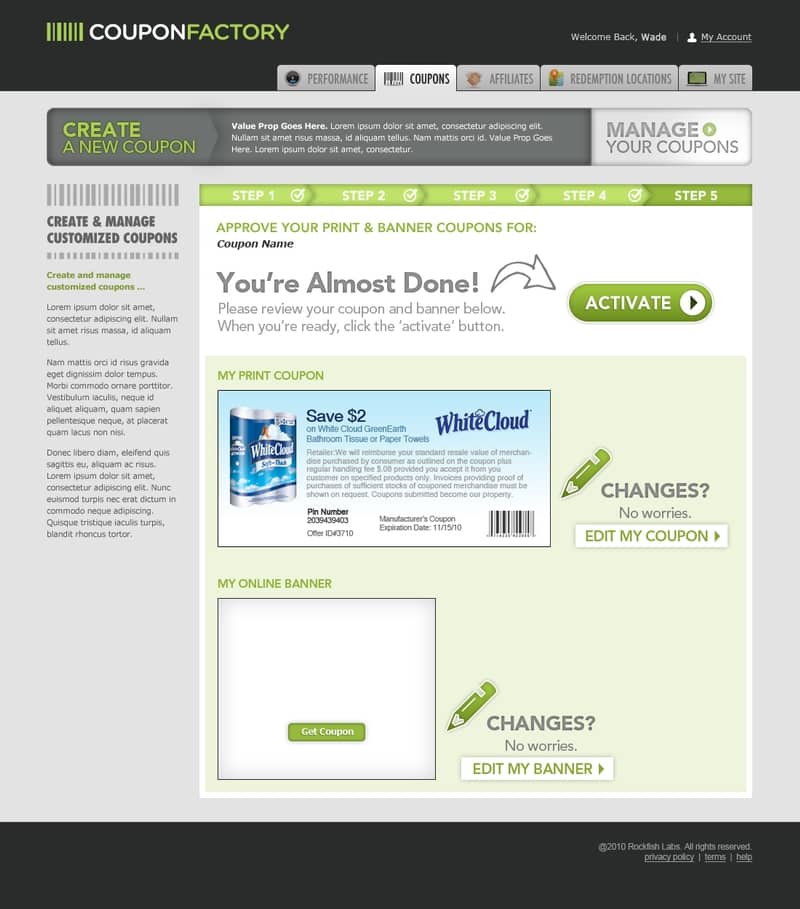 COUPONFACTORY
Welcome Back, Wade | My Account
PERFORMANCE
COUPONS
AFFILIATES
REDEMPTION LOCATIONS
MY SITE
CREATE
A NEW COUPON
Value Prop Goes Here. Lorem ipsum dolor sit amet, consectetur adipiscing elit.
Nullam sit amet risus massa, id aliquam tellus. Nam mattis orci id. Value Prop Goes
Here. Lorem ipsum dolor sit amet, consectetur.
MANAGE
YOUR COUPONS
CREATE & MANAGE
CUSTOMIZED COUPONS
Create and manage
customized coupons ...
Lorem ipsum dolor sit amet,
consectetur adipiscing elit. Nullam
sit amet risus massa, id aliquam
tellus.
Nam mattis orci id risus gravida
eget dignissim dolor tempus.
Morbi commodo ornare porttitor.
Vestibulum iaculis, neque id
aliquet aliquam, quam sapien
pellentesque neque, at placerat
quam lacus non nisi.
Donec libero diam, eleifend quis
sagittis eu, aliquam ac risus.
Lorem ipsum dolor sit amet,
consectetur adipiscing elit. Nunc
euismod turpis nec erat dictum in
commodo neque adipiscing.
Quisque tristique iaculis turpis,
blandit rhoncus tortor.
STEP 1
STEP 2
STEP 3
STEP 4
STEP 5
APPROVE YOUR PRINT & BANNER COUPONS FOR:
Coupon Name
You're Almost Done!
Please review your coupon and banner below.
When you're ready, click the 'activate' button.
ACTIVATE
MY PRINT COUPON
WhiteCloud
Soft & Thick
Save $2
on White Cloud GreenEarth
Bathroom Tissue or Paper Towels
WhiteCloud
Retailer:We will reimburse your standard resale value of merchan-
dise purchased by consumer as outlined on the coupon plus
regular handling fee $.08 provided you accept it from you
customer on specified products only. Invoices providing proof of
purchases of sufficient stocks of couponed merchandise must be
shown on request. Coupons submitted become our property.
Pin Number
2039439403
Offer ID#3710
Manufacturer's Coupon
Expiration Date: 11/15/10
CHANGES?
No worries.
EDIT MY COUPON
MY ONLINE BANNER
Get Coupon
CHANGES?
No worries.
EDIT MY BANNER
@2010 Rockfish Labs. All rights reserved.
privacy policy | terms | help